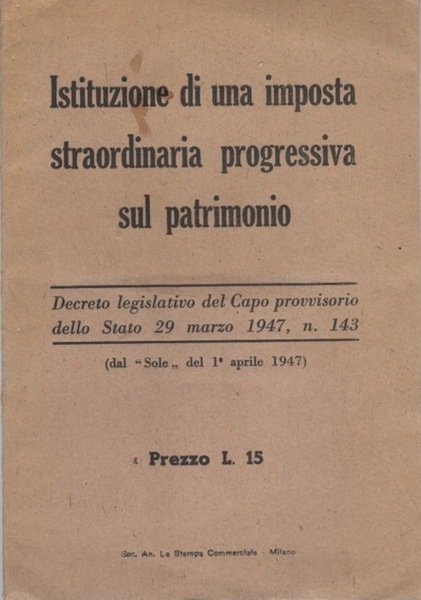 Istituzione di una imposta
straordinaria progressiva
sul patrimonio
Decreto legislativo del Capo provvisorio
dello Stato 29 marzo 1947, n. 143
(dal “Sole„ del 1ª aprile 1947)
Prezzo L. 15
Soc. An. La Stampa Commerciale - Milano